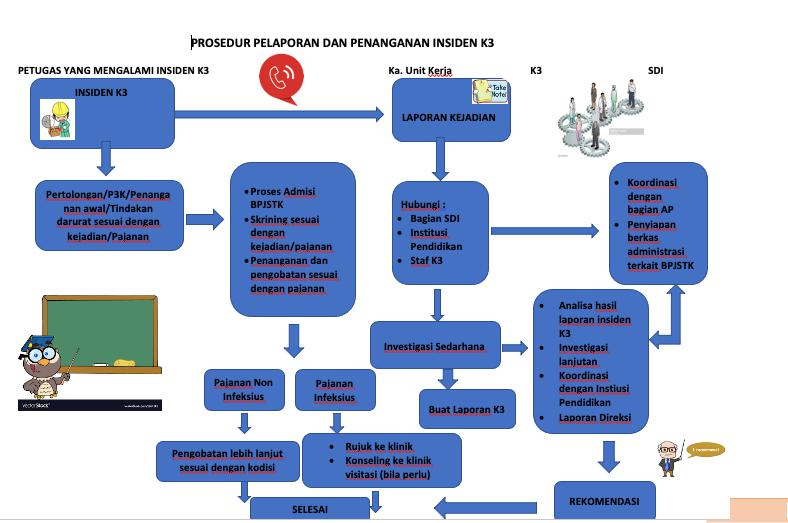 PROSEDUR PELAPORAN DAN PENANGANAN INSIDEN K3
PETUGAS YANG MENGALAMI INSIDEN K3
Ka. Unit Kerja
K3
SDI
INSIDEN K3
Take
Note!
LAPORAN KEJADIAN
Pertolongan/P3K/Penanga
nan awal/Tindakan
darurat sesuai dengan
kejadian/Pajanan
• Proses Admisi
BPJSTK
• Skrining sesuai
dengan
kejadian/pajanan
• Penanganan dan
pengobatan sesuai
dengan pajanan
Hubungi :
• Bagian SDI
• Institusi
Pendidikan
• Staf K3
• Koordinasi
dengan
bagian AP
• Penyiapan
berkas
administrasi
terkait BPJSTK
Investigasi Sedarhana
• Analisa hasil
laporan insiden
K3
• Investigasi
lanjutan
• Koordinasi
dengan Instiusi
Pendidikan
• Laporan Direksi
Buat Laporan K3
Pajanan Non
Infeksius
Pajanan
Infeksius
VectorStock
Pengobatan lebih lanjut
sesuai dengan kodisi
• Rujuk ke klinik
• Konseling ke klinik
visitasi (bila perlu)
I recommend
REKOMENDASI
SELESAI